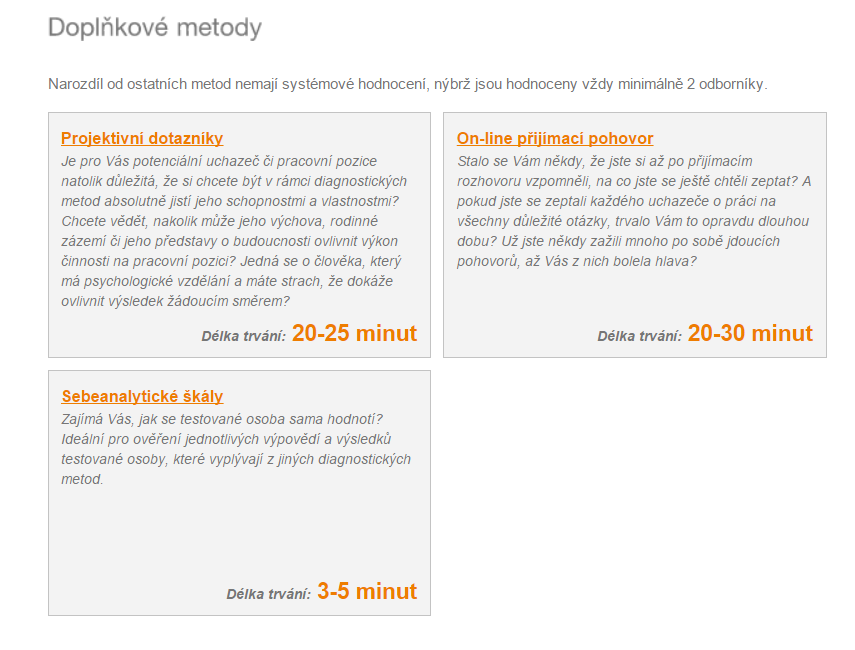 Doplňkové metody
Narozdíl od ostatních metod nemají systémové hodnocení, nýbrž jsou hodnoceny vždy minimálně 2 odborníky.
Projektivní dotazníky
Je pro Vás potenciální uchazeč či pracovní pozice
natolik důležitá, že si chcete být v rámci diagnostických
metod absolutně jistí jeho schopnostmi a vlastnostmi?
Chcete vědět, nakolik může jeho výchova, rodinné
zázemí či jeho představy o budoucnosti ovlivnit výkon
činnosti na pracovní pozici? Jedná se o člověka, který
má psychologické vzdělání a máte strach, že dokáže
ovlivnit výsledek žádoucím směrem?
Délka trvání: 20-25 minut
On-line přijímací pohovor
Stalo se Vám někdy, že jste si až po přijímacím
rozhovoru vzpomněli, na co jste se ještě chtěli zeptat? A
pokud jste se zeptali každého uchazeče o práci na
všechny důležité otázky, trvalo Vám to opravdu dlouhou
dobu? Už jste někdy zažili mnoho po sobě jdoucích
pohovorů, až Vás z nich bolela hlava?
Délka trvání: 20-30 minut
Sebeanalytické škály
Zajímá Vás, jak se testované osoba sama hodnotí?
Ideální pro ověření jednotlivých výpovědí a výsledků
testované osoby, které vyplývají z jiných diagnostických
metod.
Délka trvání: 3-5 minut